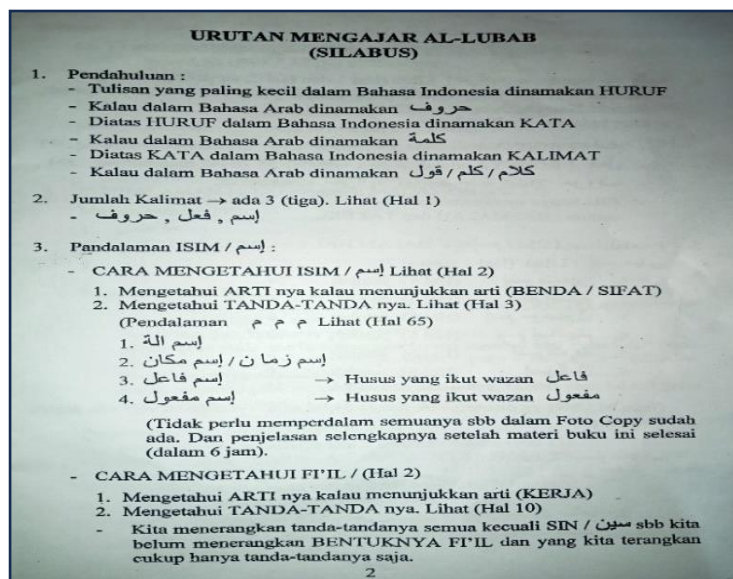 URUTAN MENGAJAR AL-LUBAB
(SILABUS)
1. Pendahuluan :
- Tulisan yang paling kecil dalam Bahasa Indonesia dinamakan HURUF
- Kalau dalam Bahasa Arab dinamakan حروف
- Diatas HURUF dalam Bahasa Indonesia dinamakan KATA
- Kalau dalam Bahasa Arab dinamakan كلمة
- Diatas KATA dalam Bahasa Indonesia dinamakan KALIMAT
- Kalau dalam Bahasa Arab dinamakan كلام / كلم / قول
2. Jumlah Kalimat → ada 3 (tiga). Lihat (Hal 1)
- إسم , فعل , حروف
3. Pandalaman ISIM / إسم :
- CARA MENGETAHUI ISIM / إسم Lihat (Hal 2)
1. Mengetahui ARTI nya kalau menunjukkan arti (BENDA / SIFAT)
2. Mengetahui TANDA-TANDA nya. Lihat (Hal 3)
(Pendalaman م م م Lihat (Hal 65)
1. إسم الة
2. إسم زمان / إسم مكان
3. إسم فاعل → Husus yang ikut wazan فاعل
4. إسم مفعول → Husus yang ikut wazan مفعول
(Tidak perlu memperdalam semuanya sbb dalam Foto Copy sudah
ada. Dan penjelasan selengkapnya setelah materi buku ini selesai
(dalam 6 jam).
- CARA MENGETAHUI FI'IL / (Hal 2)
1. Mengetahui ARTI nya kalau menunjukkan arti (KERJA)
2. Mengetahui TANDA-TANDA nya. Lihat (Hal 10)
- Kita menerangkan tanda-tandanya semua kecuali SIN / سين sbb kita
belum menerangkan BENTUKNYA FI'IL dan yang kita terangkan
cukup hanya tanda-tandanya saja.
2